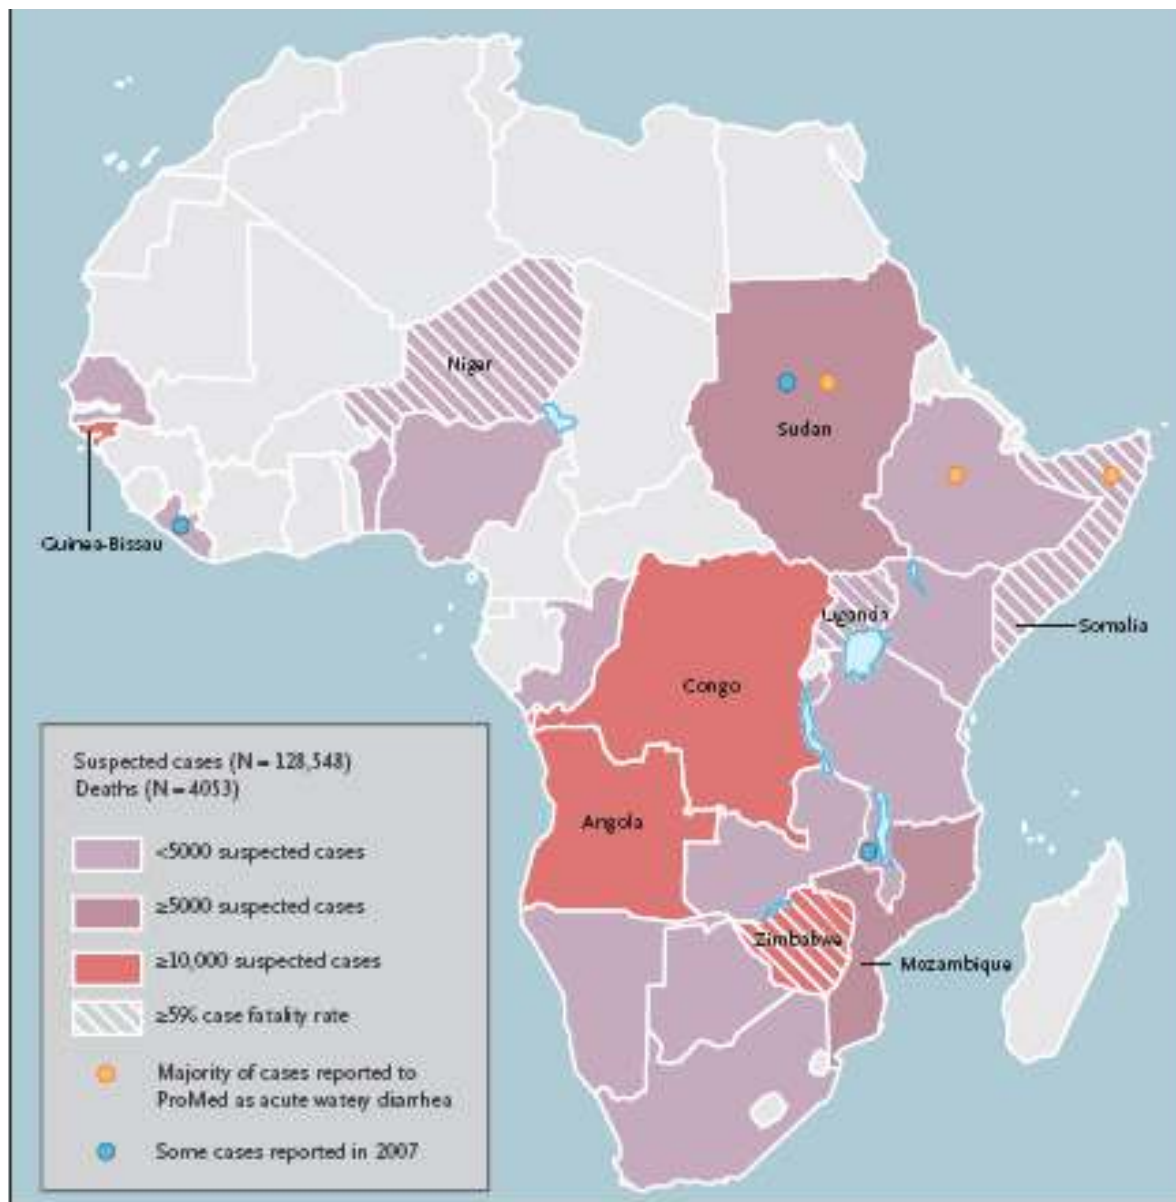 Niger
Sudan
Guinea-Bissau
Uganda
Somalia
Congo
Angola
Zimbabwe
Mozambique
Suspected cases (N = 128,548)
Deaths (N = 4053)
<5000 suspected cases
≥5000 suspected cases
≥10,000 suspected cases
≥5% case fatality rate
Majority of cases reported to
ProMed as acute watery diarrhea
Some cases reported in 2007